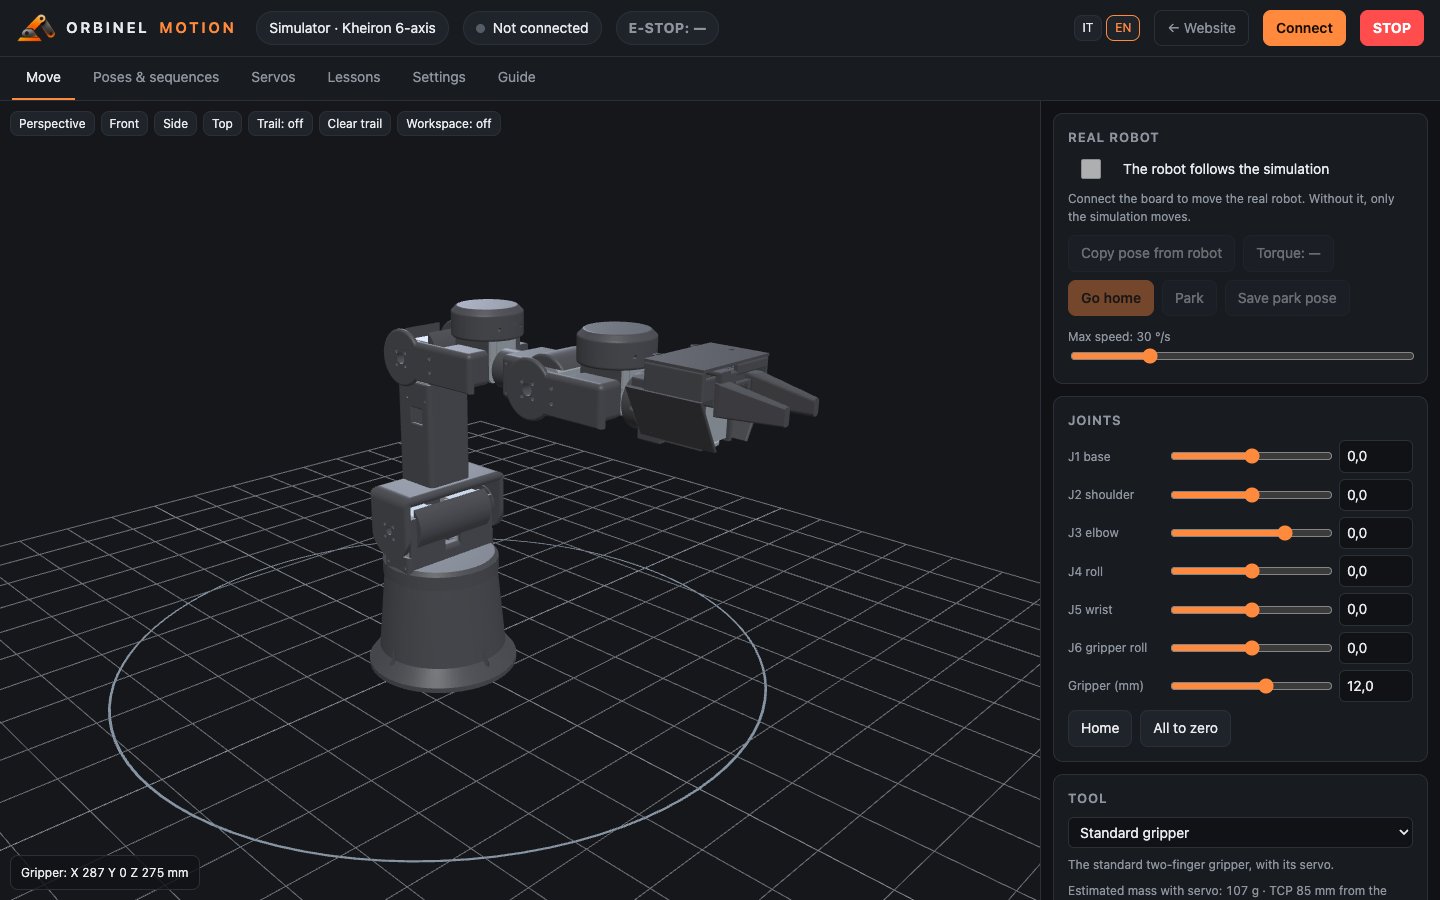 ORBINEL MOTION
Simulator · Kheiron 6-axis
Not connected
E-STOP: —
IT
EN
← Website
Connect
STOP
Move
Poses & sequences
Servos
Lessons
Settings
Guide
Perspective
Front
Side
Top
Trail: off
Clear trail
Workspace: off
Gripper: X 287 Y 0 Z 275 mm
REAL ROBOT
The robot follows the simulation
Connect the board to move the real robot. Without it, only
the simulation moves.
Copy pose from robot
Torque: —
Go home
Park
Save park pose
Max speed: 30 °/s
JOINTS
J1 base 0,0
J2 shoulder 0,0
J3 elbow 0,0
J4 roll 0,0
J5 wrist 0,0
J6 gripper roll 0,0
Gripper (mm) 12,0
Home
All to zero
TOOL
Standard gripper
The standard two-finger gripper, with its servo.
Estimated mass with servo: 107 g · TCP 85 mm from the